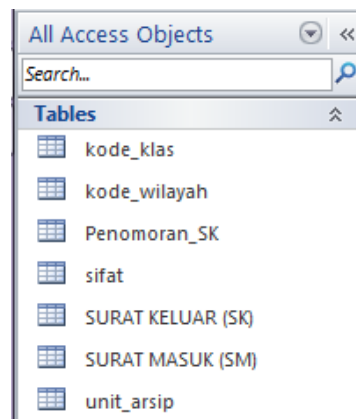 All Access Objects
Search...
Tables
kode_klas
kode_wilayah
Penomoran_SK
sifat
SURAT KELUAR (SK)
SURAT MASUK (SM)
unit_arsip